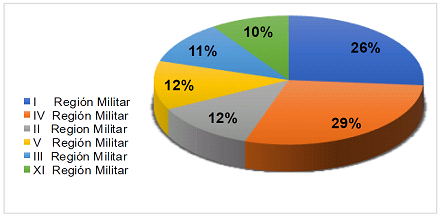 10%
26%
11%
12%
12%
29%
I Región Militar
IV Región Militar
II Region Militar
V Región Militar
III Región Militar
XI Región Militar